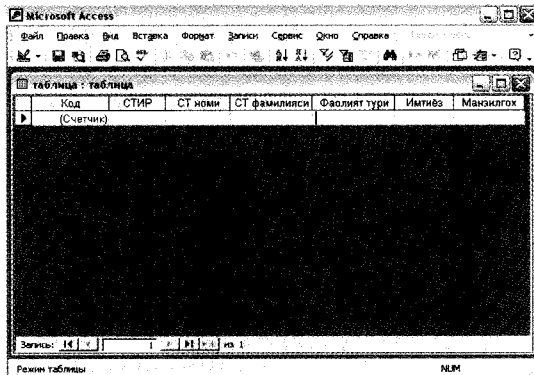 Microsoft Access
Файл Правка Вид Вставка Формат Записи Сервис Окно Справка
таблица : таблица
Код СТИР СТ номи СТ фамилияси Фаолият тури Имтиёз Манзилгох
(Счетчик)
Запись: 1 из 1
Режим таблицы NUM